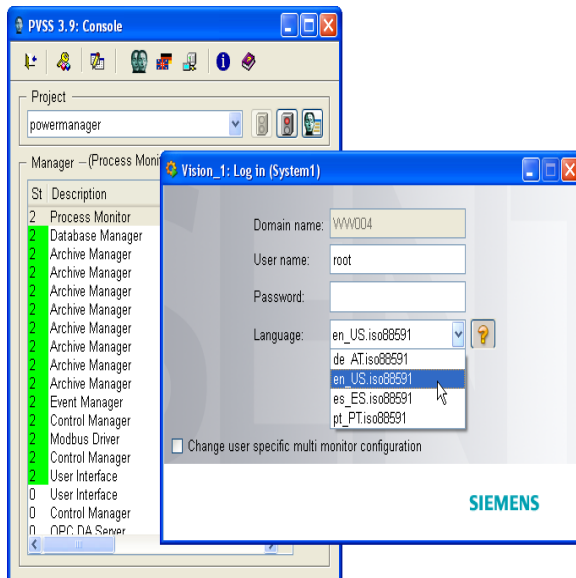 PVSS 3.9: Console
Project
powermanager
Manager – (Process Moni
St Description
2 Process Monitor
2 Database Manager
2 Archive Manager
2 Archive Manager
2 Archive Manager
2 Archive Manager
2 Archive Manager
2 Archive Manager
2 Archive Manager
2 Archive Manager
2 Event Manager
2 Control Manager
2 Modbus Driver
2 Control Manager
2 User Interface
0 User Interface
0 Control Manager
0 OPC DA Server
Vision_1: Log in (System1)
Domain name: WW004
User name: root
Password:
Language: en_US.iso88591
de_AT.iso88591
en_US.iso88591
es_ES.iso88591
pt_PT.iso88591
Change user specific multi monitor configuration
SIEMENS